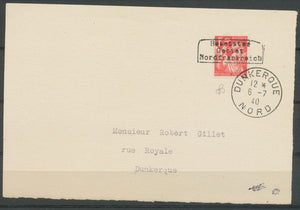 Besetztes
Gebiet
Nordfrankreich
DUNKERQUE
12 H
6 - 7
40
NORD
Monsieur Robert Gillet
rue Royale
Dunkerque